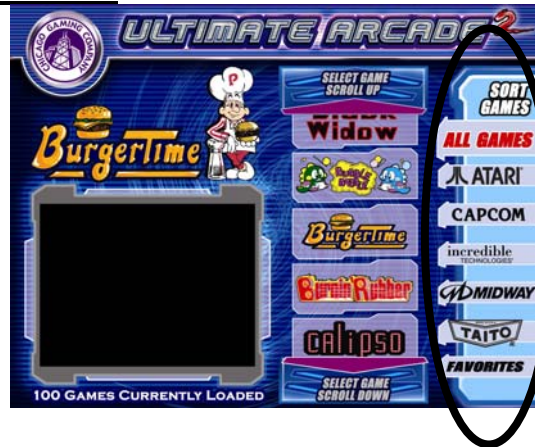 CHICAGO GAMING COMPANY
ULTIMATE ARCADE 2
SELECT GAME
SCROLL UP
SORT
GAMES
Black
Widow
ALL GAMES
P
BurgerTime
BUBBLE BOBBLE
ATARI
CAPCOM
BurgerTime
incredible
TECHNOLOGIES
Burnin Rubber
MIDWAY
calipso
TAITO
FAVORITES
SELECT GAME
SCROLL DOWN
100 GAMES CURRENTLY LOADED